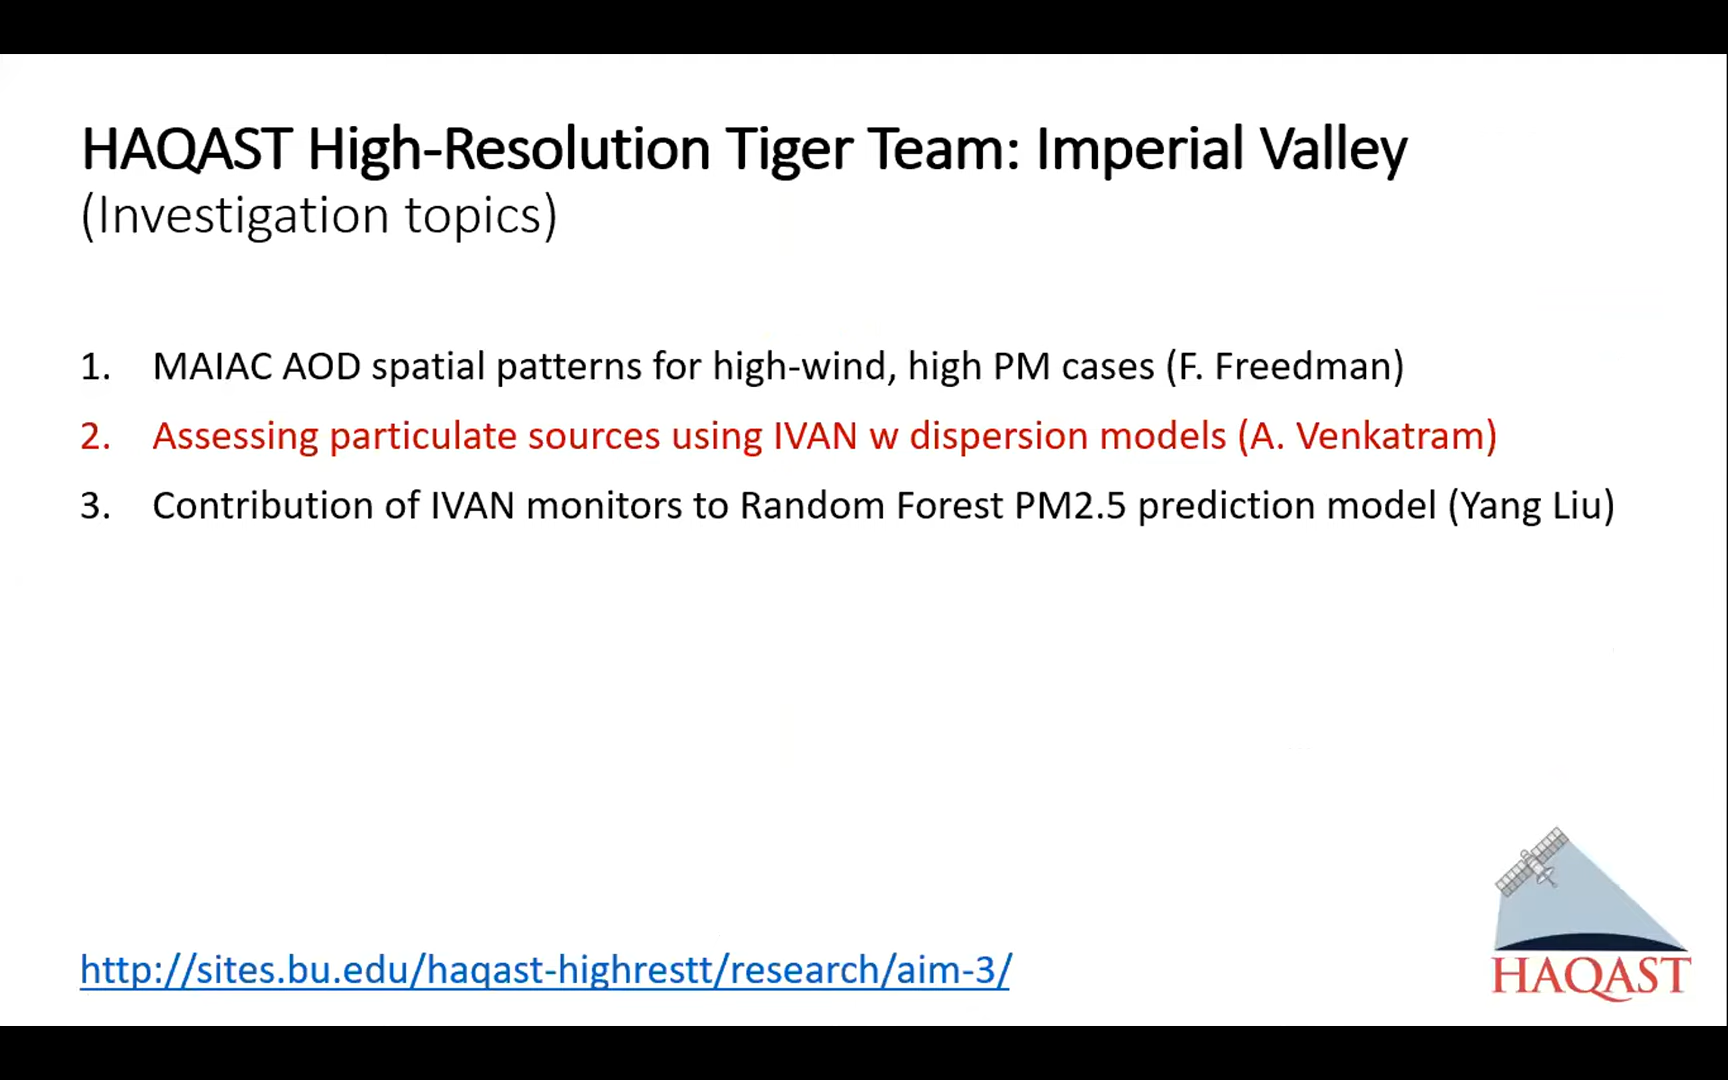 HAQAST High-Resolution Tiger Team: Imperial Valley
(Investigation topics)
1. MAIAC AOD spatial patterns for high-wind, high PM cases (F. Freedman)
2. Assessing particulate sources using IVAN w dispersion models (A. Venkatram)
3. Contribution of IVAN monitors to Random Forest PM2.5 prediction model (Yang Liu)
http://sites.bu.edu/haqast-highrestt/research/aim-3/
HAQAST